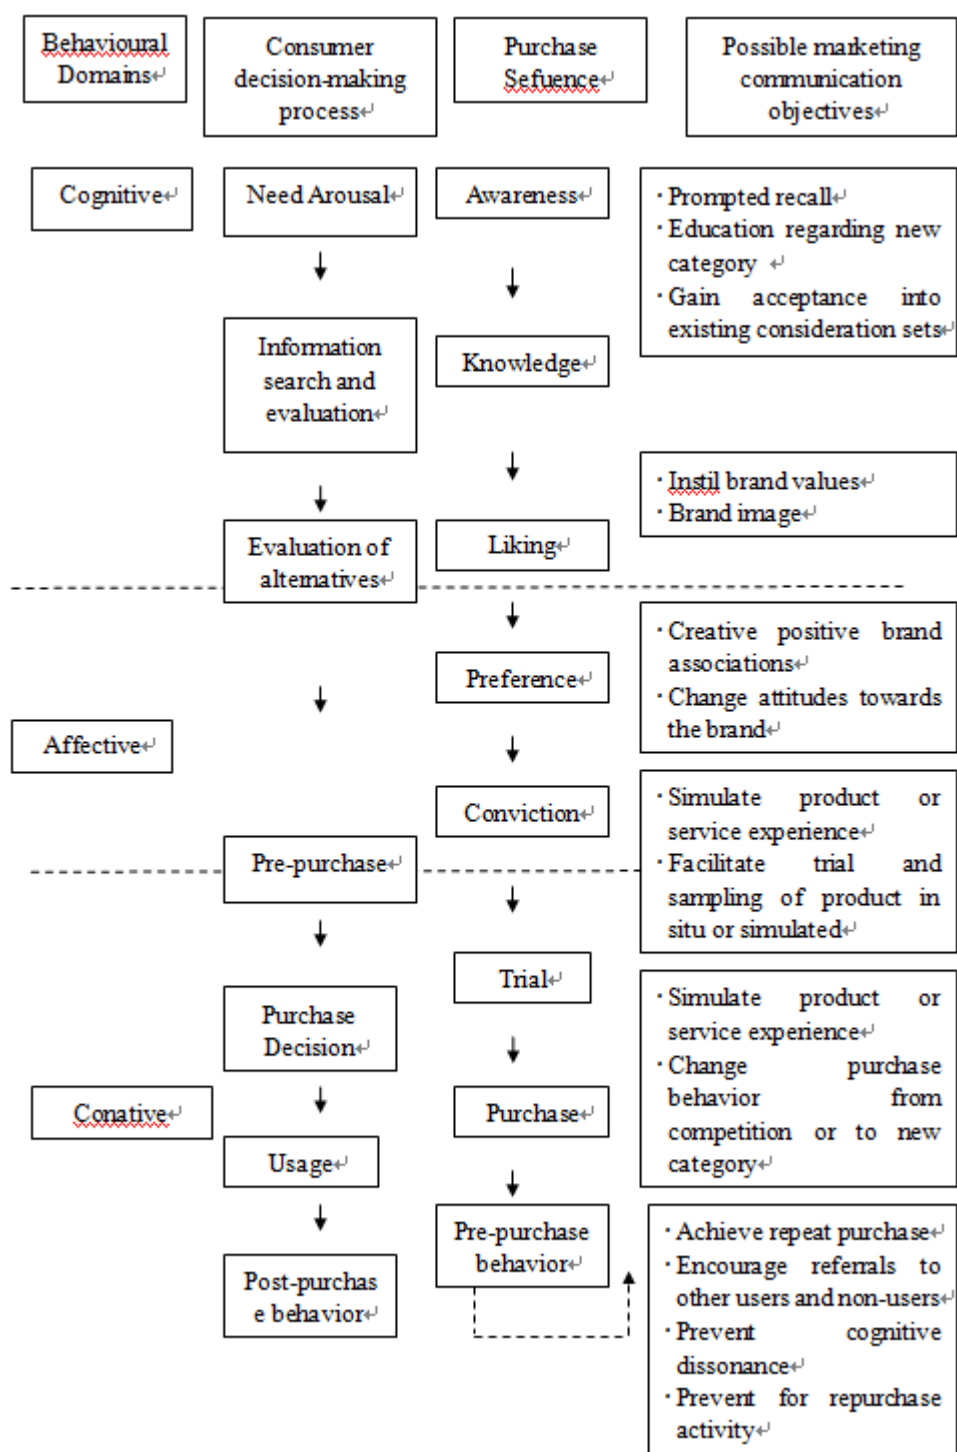 Behavioural
Domains
Consumer
decision-making
process
Purchase
Sefuence
Possible marketing
communication
objectives
Cognitive
Need Arousal
Awareness
· Prompted recall
· Education regarding new
category
· Gain acceptance into
existing consideration sets
Information
search and
evaluation
Knowledge
· Instil brand values
· Brand image
Evaluation of
alternatives
Liking
· Creative positive brand
associations
· Change attitudes towards
the brand
Preference
Affective
Conviction
· Simulate product or
service experience
· Facilitate trial and
sampling of product in
situ or simulated
Pre-purchase
Trial
Purchase
Decision
· Simulate product or
service experience
· Change purchase
behavior from
competition or to new
category
Conative
Purchase
Usage
Pre-purchase
behavior
Post-purchas
e behavior
· Achieve repeat purchase
· Encourage referrals to
other users and non-users
· Prevent cognitive
dissonance
· Prevent for repurchase
activity